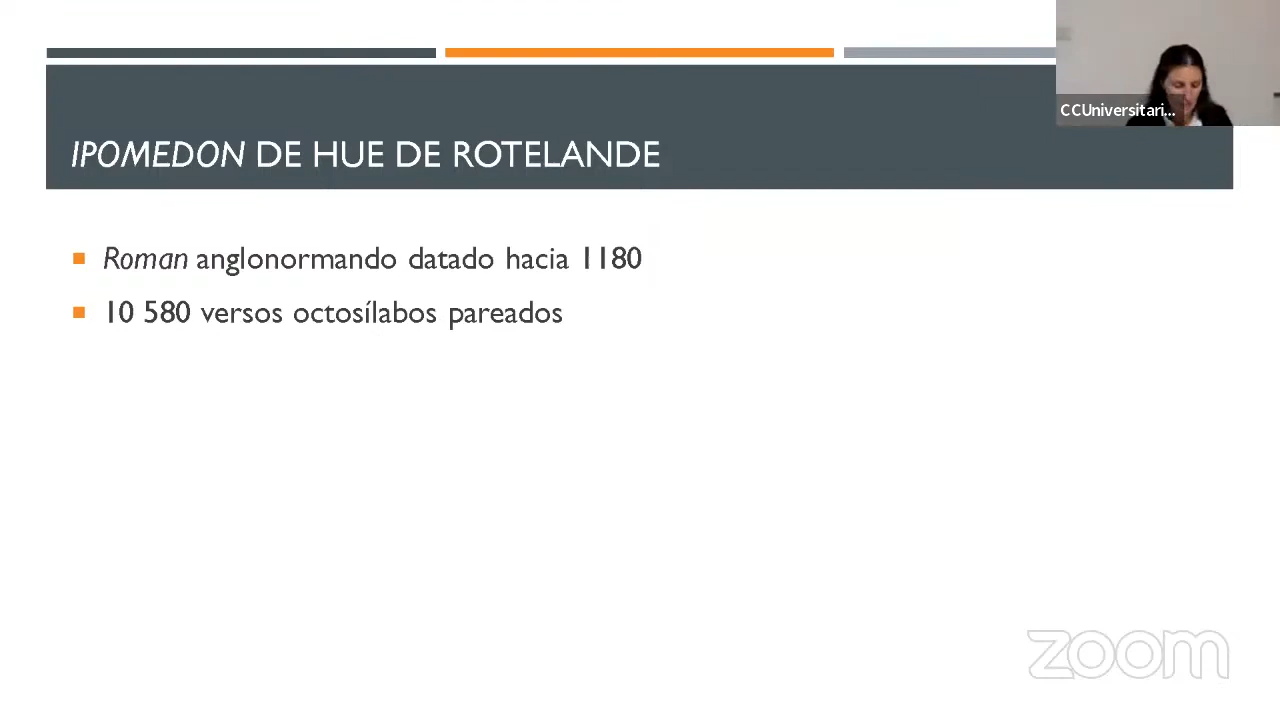 CCUniversitari...
IPOMEDON DE HUE DE ROTELANDE
Roman anglonormando datado hacia 1180
10 580 versos octosílabos pareados
zoom